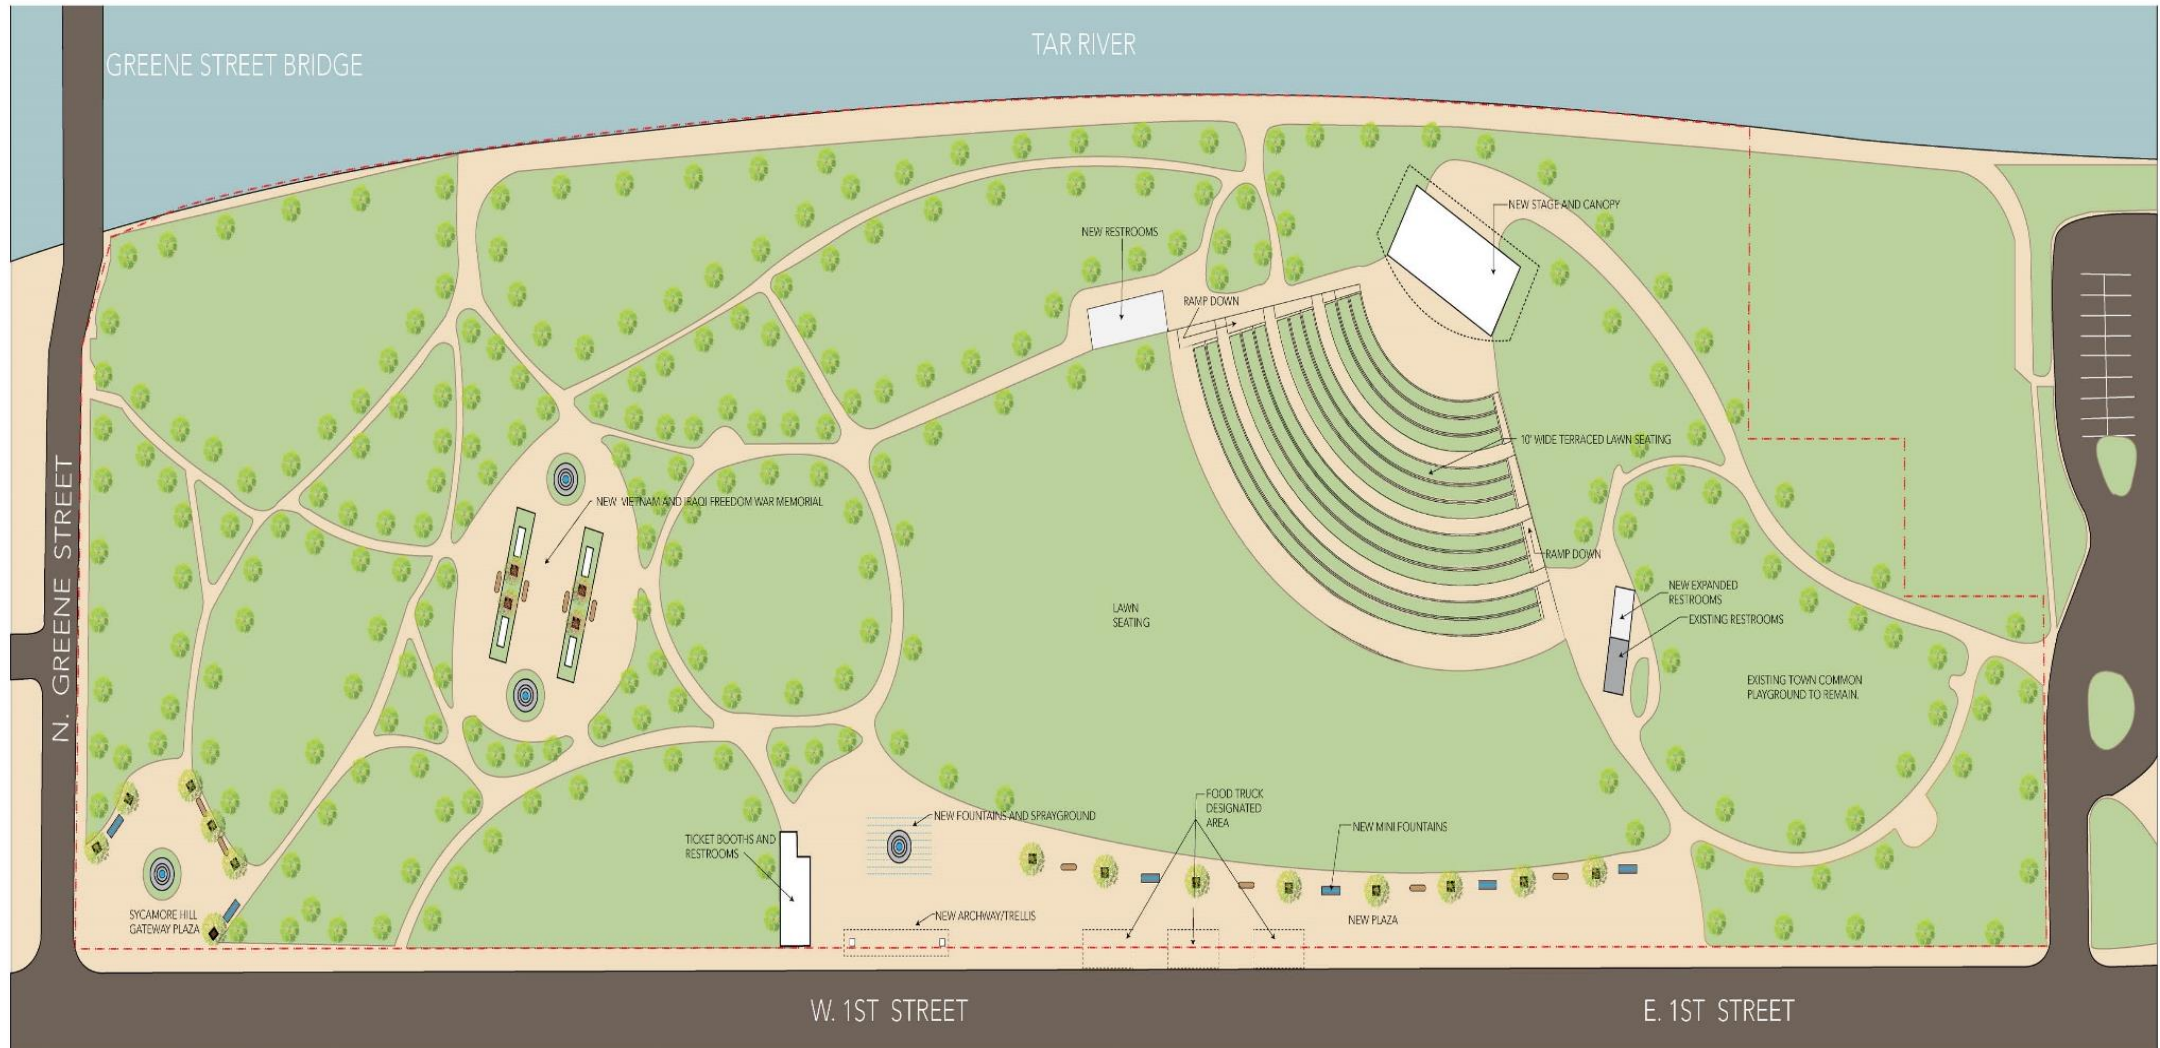 GREENE STREET BRIDGE
TAR RIVER
NEW STAGE AND CANOPY
NEW RESTROOMS
RAMP DOWN
10' WIDE TERRACED LAWN SEATING
NEW VIETNAM AND IRAQI FREEDOM WAR MEMORIAL
RAMP DOWN
NEW EXPANDED
RESTROOMS
EXISTING RESTROOMS
LAWN
SEATING
EXISTING TOWN COMMON
PLAYGROUND TO REMAIN.
N. GREENE STREET
FOOD TRUCK
DESIGNATED
AREA
NEW FOUNTAINS AND SPRAYGROUND
NEW MINI FOUNTAINS
TICKET BOOTHS AND
RESTROOMS
SYCAMORE HILL
GATEWAY PLAZA
NEW ARCHWAY/TRELLIS
NEW PLAZA
W. 1ST STREET
E. 1ST STREET